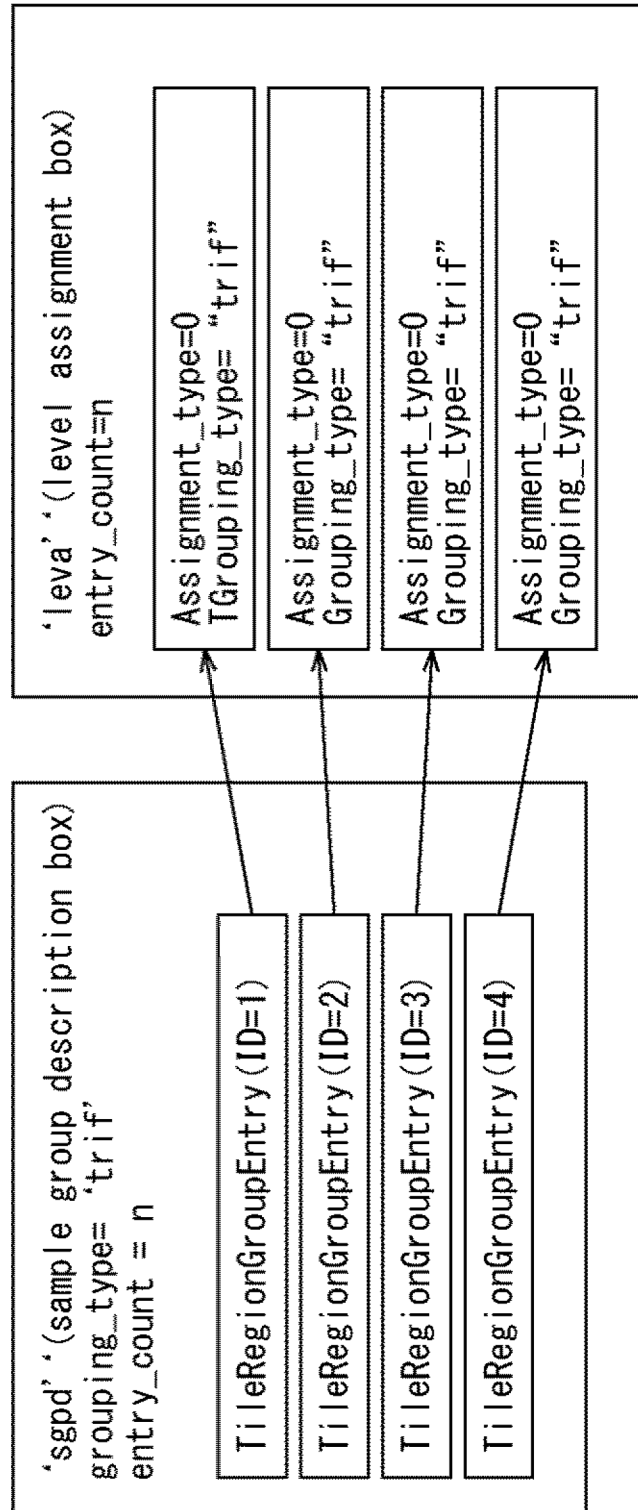 ‘sgpd’‘(sample group description box)
grouping_type= ‘trif’
entry_count = n
TileRegionGroupEntry(ID=1)
TileRegionGroupEntry(ID=2)
TileRegionGroupEntry(ID=3)
TileRegionGroupEntry(ID=4)
‘leva’‘(level assignment box)
entry_count=n
Assignment_type=0
TGrouping_type= “trif”
Assignment_type=0
Grouping_type= “trif”
Assignment_type=0
Grouping_type= “trif”
Assignment_type=0
Grouping_type= “trif”